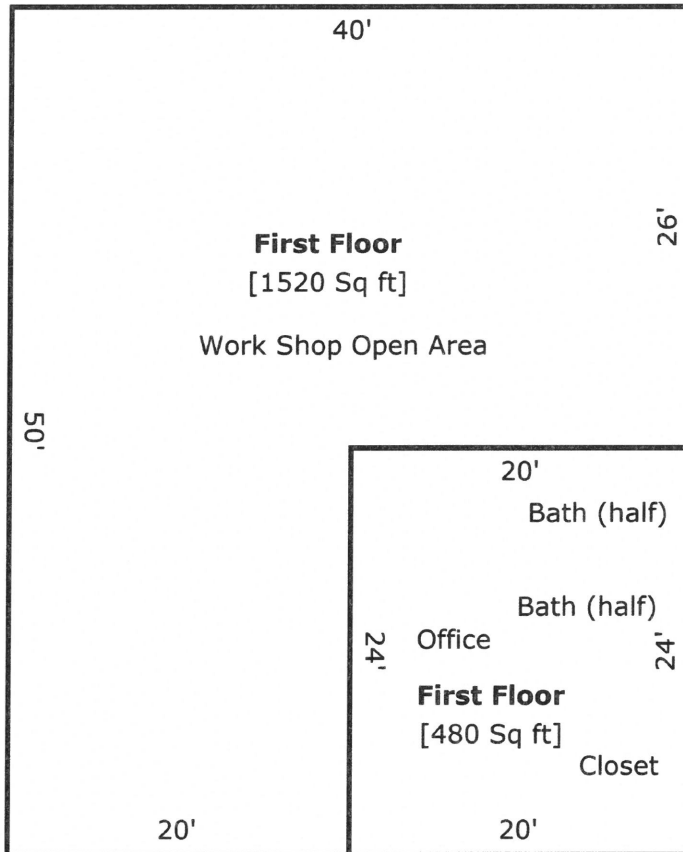 40'
26'
First Floor
[1520 Sq ft]
Work Shop Open Area
50'
20'
Bath (half)
Bath (half)
Office
24'
24'
First Floor
[480 Sq ft]
Closet
20'
20'